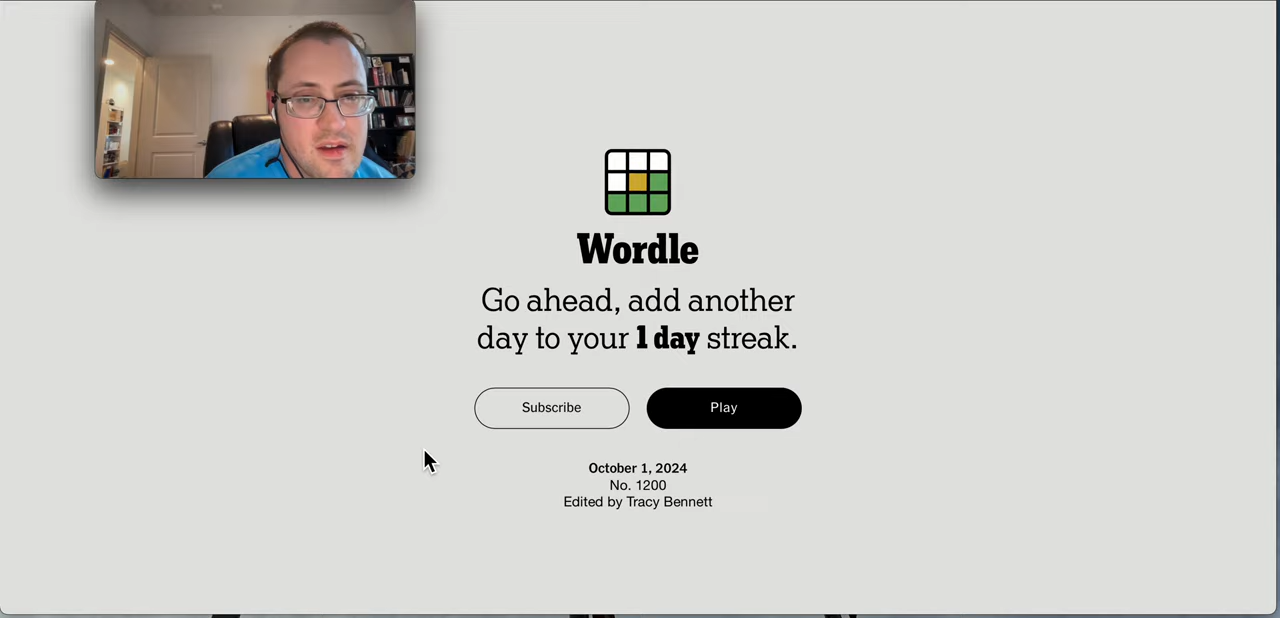 Wordle
Go ahead, add another
day to your 1 day streak.
Subscribe
Play
October 1, 2024
No. 1200
Edited by Tracy Bennett